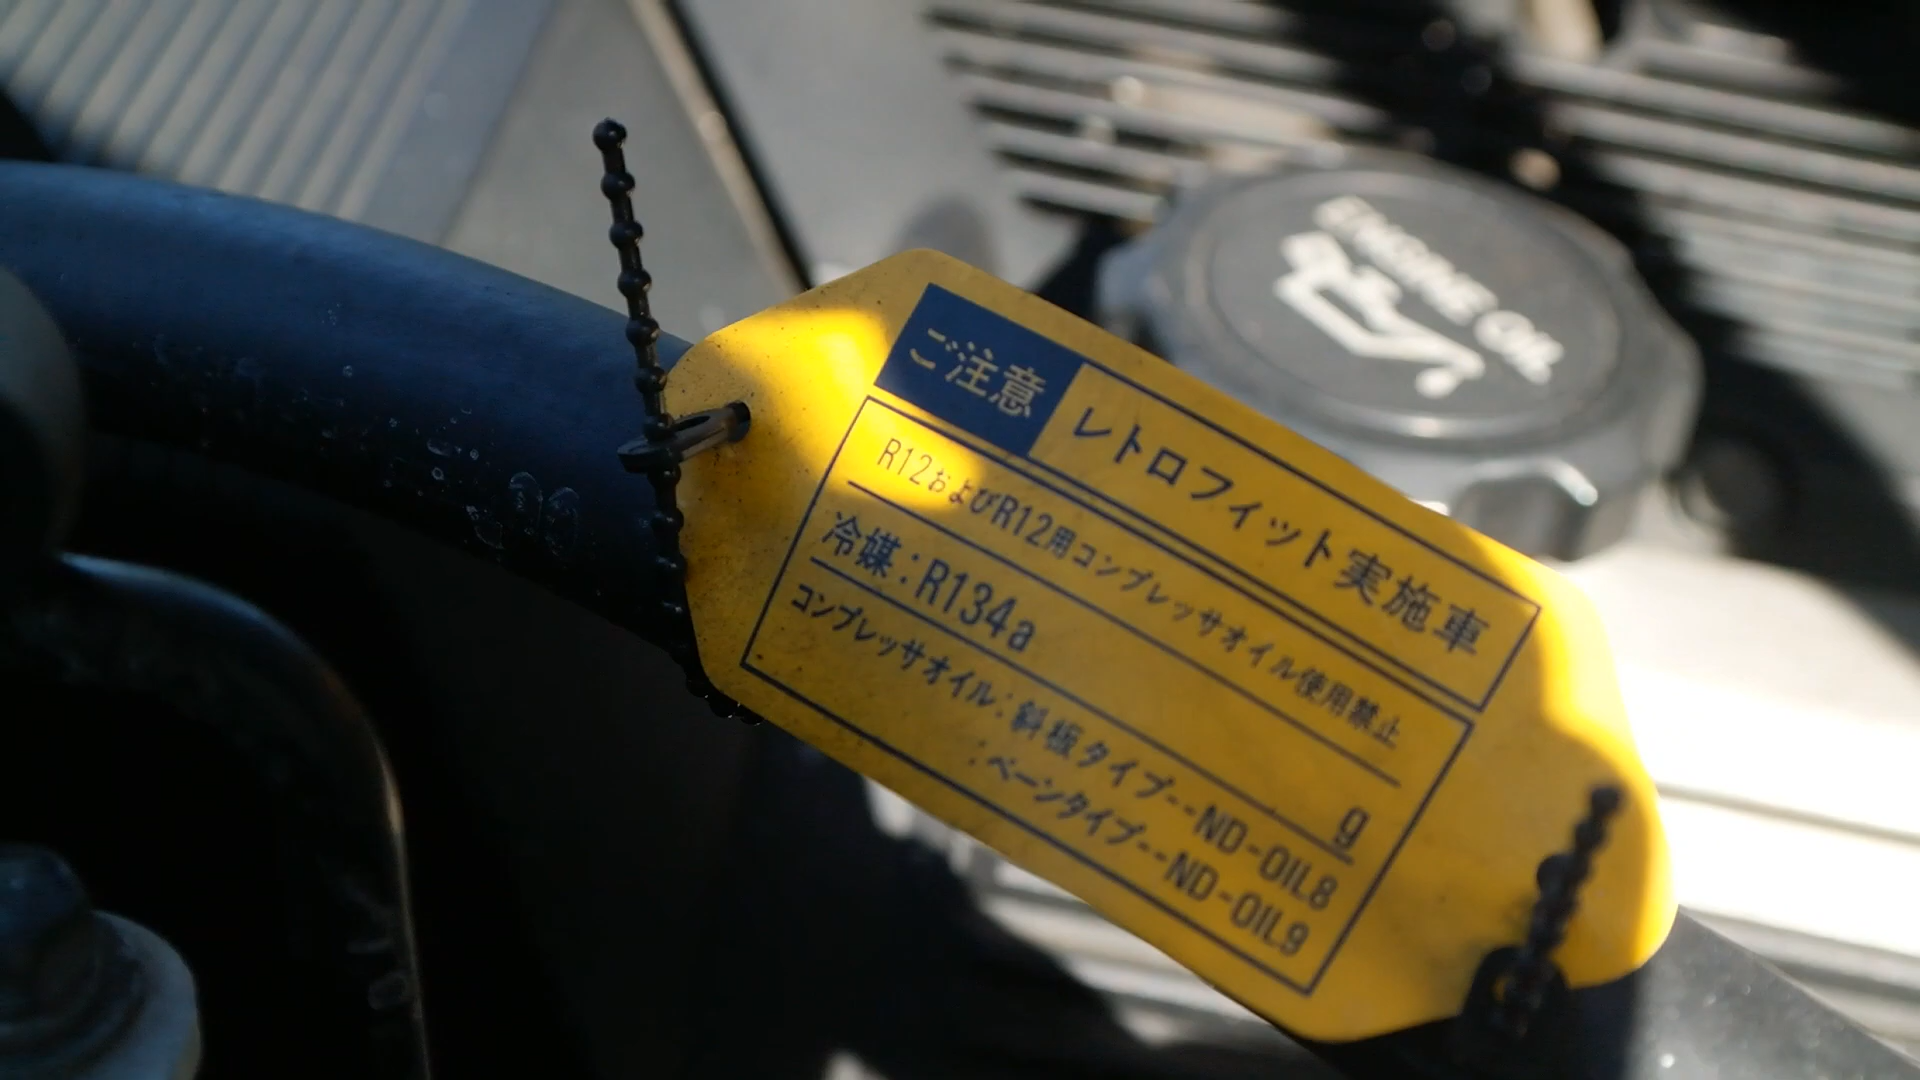 ENGINE OIL
ご注意 レトロフィット実施車
R12およびR12用コンプレッサオイル使用禁止
冷媒:R134a g
コンプレッサオイル:斜板タイプ--ND-OIL8
:ベーンタイプ--ND-OIL9